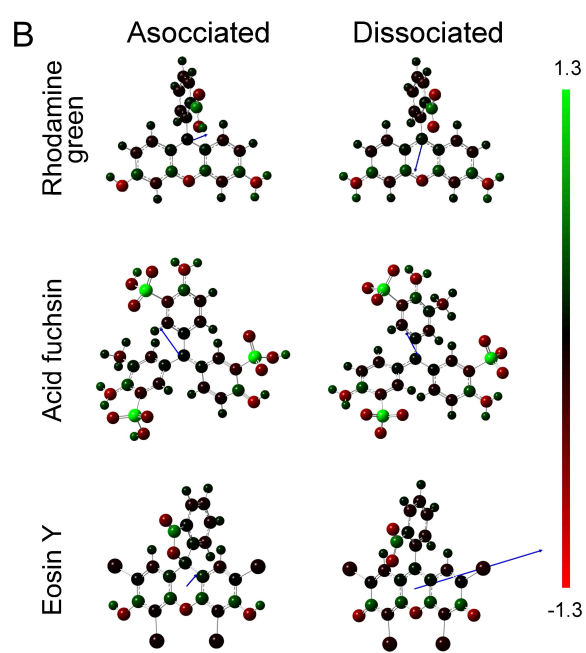 B
Asocciated
Dissociated
1.3
Rhodamine
green
Acid fuchsin
Eosin Y
-1.3